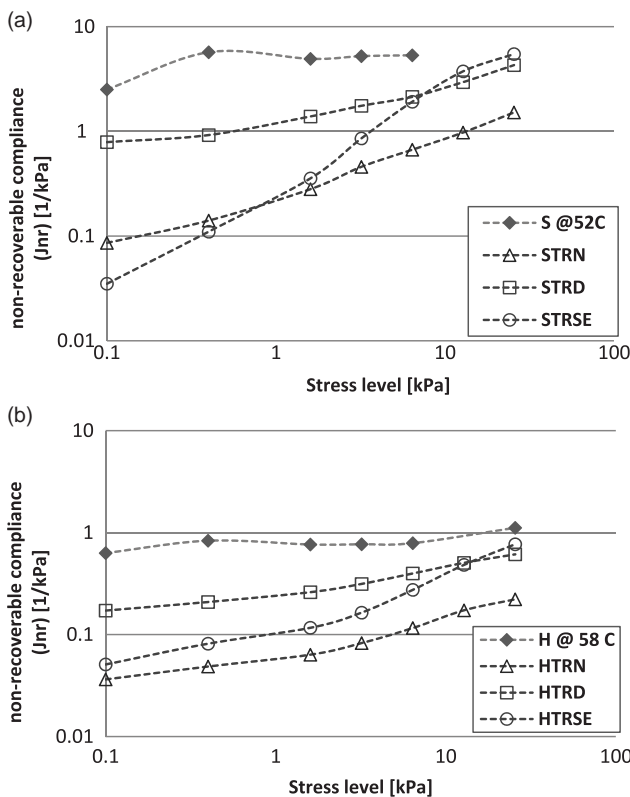 (a)
10
1
0.1
0.01
0.1
1
10
100
non-recoverable compliance
(Jnr) [1/kPa]
Stress level [kPa]
S @52C
STRN
STRD
STRSE
(b)
10
1
0.1
0.01
0.1
1
10
100
non-recoverable compliance
(Jnr) [1/kPa]
Stress level [kPa]
H @ 58 C
HTRN
HTRD
HTRSE